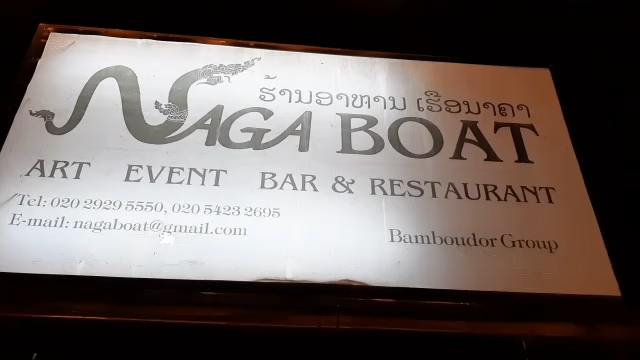 ຮ້ານອາຫານ ເຮືອນາຄາ
NAGA BOAT
ART EVENT BAR & RESTAURANT
Tel: 020 2929 5550, 020 5423 2695
E-mail: nagaboat@gmail.com
Bamboudor Group